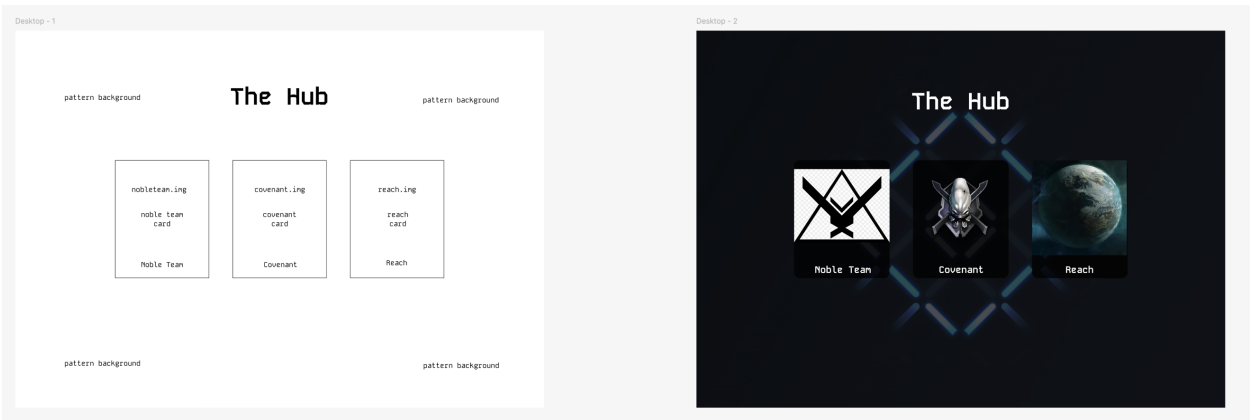 Desktop - 1
The Hub
pattern background
pattern background
nobleteam.img
noble team
card
Noble Team
covenant.img
covenant
card
Covenant
reach.img
reach
card
Reach
pattern background
pattern background
Desktop - 2
The Hub
Noble Team
Covenant
Reach